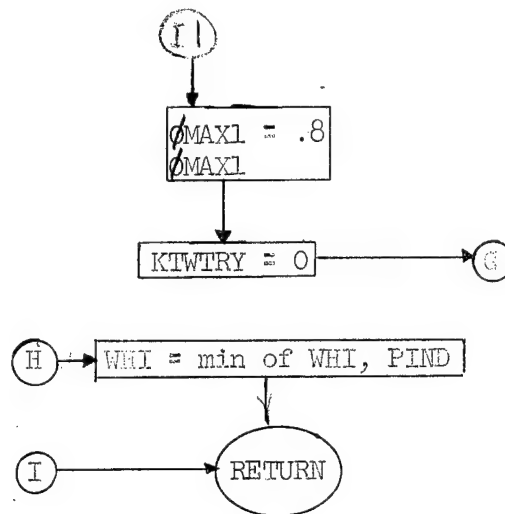 I1
ØMAX1 = .8
ØMAX1
KTWTRY = 0
G
H
WHI = min of WHI, PIND
I
RETURN